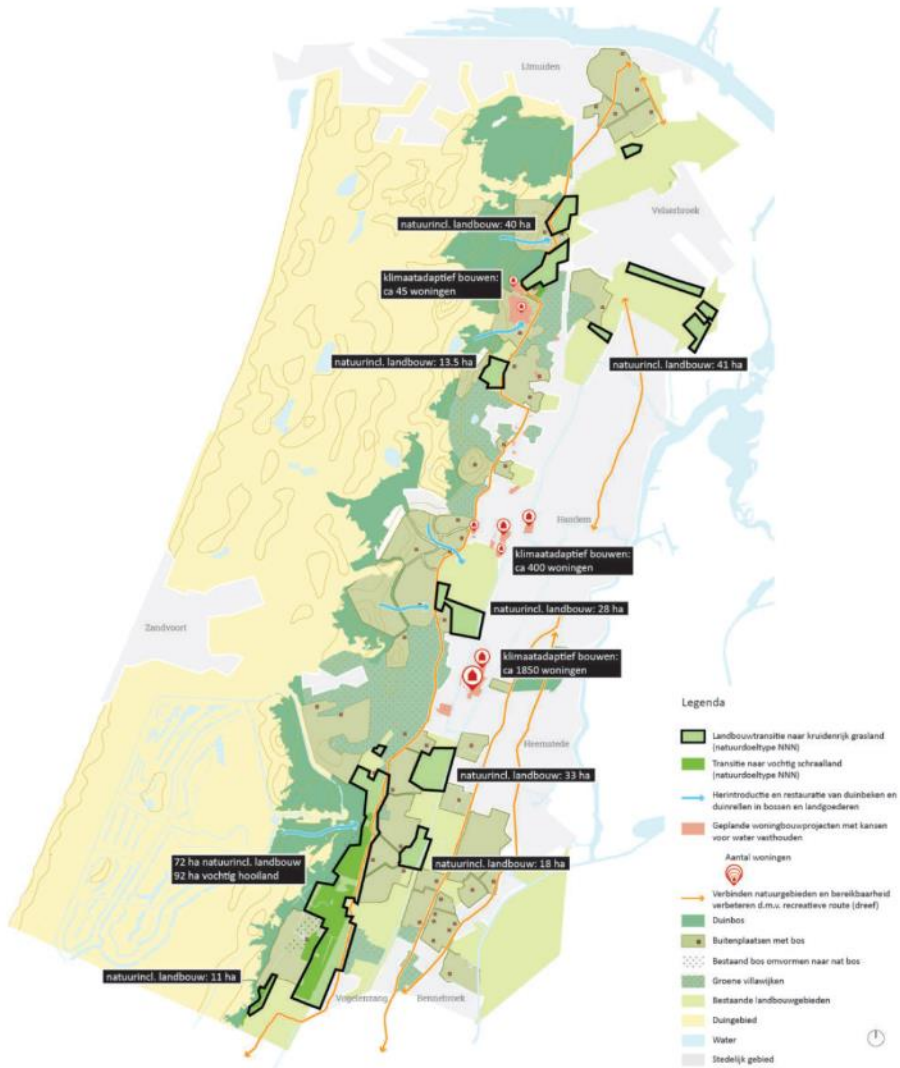 IJmuiden
Velserbroek
natuurincl. landbouw: 40 ha
klimaatadaptief bouwen:
ca 45 woningen
natuurincl. landbouw: 13.5 ha
natuurincl. landbouw: 41 ha
Haarlem
klimaatadaptief bouwen:
ca 400 woningen
natuurincl. landbouw: 28 ha
Zandvoort
klimaatadaptief bouwen:
ca 1850 woningen
Heemstede
natuurincl. landbouw: 33 ha
72 ha natuurincl. landbouw
92 ha vochtig hooiland
natuurincl. landbouw: 18 ha
natuurincl. landbouw: 11 ha
Vogelenzang
Bennebroek
Legenda
Landbouwtransitie naar kruidenrijk grasland
(natuurdoeltype NNN)
Transitie naar vochtig schraalland
(natuurdoeltype NNN)
Herintroductie en restauratie van duinbeken en
duinrellen in bossen en landgoederen
Geplande woningbouwprojecten met kansen
voor water vasthouden
Aantal woningen
Verbinden natuurgebieden en bereikbaarheid
verbeteren d.m.v. recreatieve route (dreef)
Duinbos
Buitenplaatsen met bos
Bestaand bos omvormen naar nat bos
Groene villawijken
Bestaande landbouwgebieden
Duingebied
Water
Stedelijk gebied